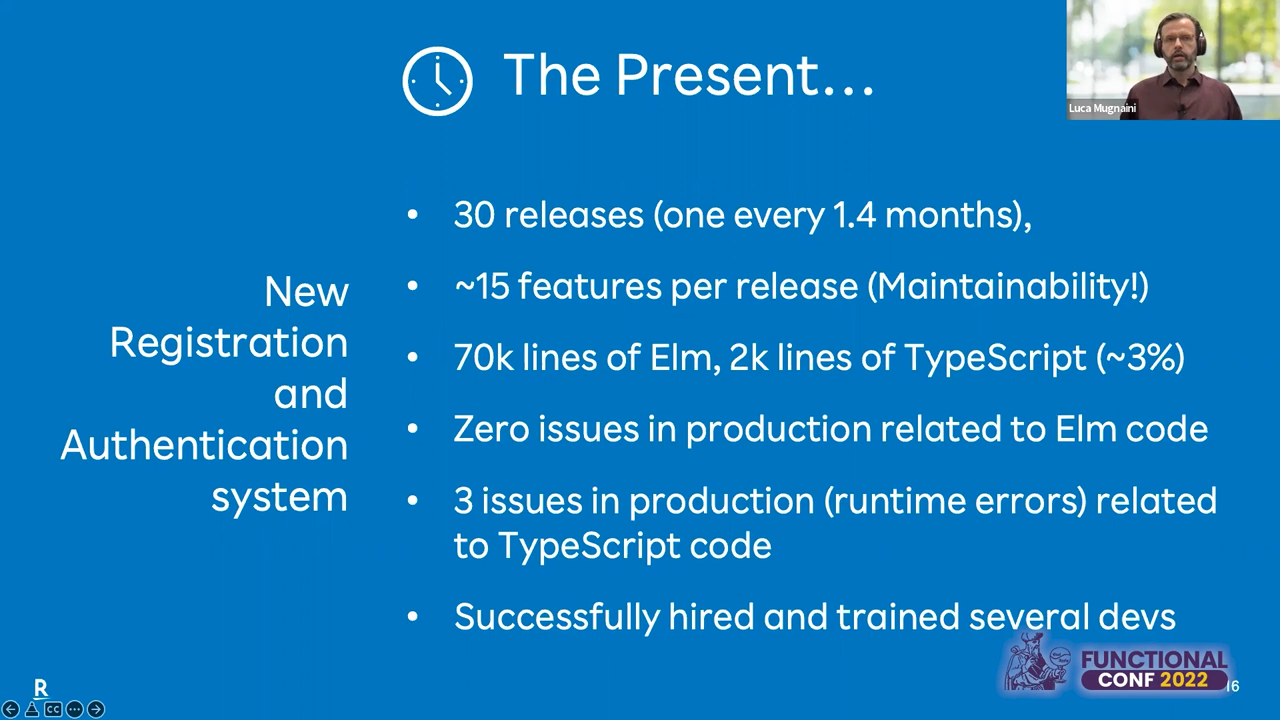 The Present...
Luca Mugnaini
New
Registration
and
Authentication
system
• 30 releases (one every 1.4 months),
• ~15 features per release (Maintainability!)
• 70k lines of Elm, 2k lines of TypeScript (~3%)
• Zero issues in production related to Elm code
• 3 issues in production (runtime errors) related
to TypeScript code
• Successfully hired and trained several devs
FUNCTIONAL
CONF 2022
16
R
CC